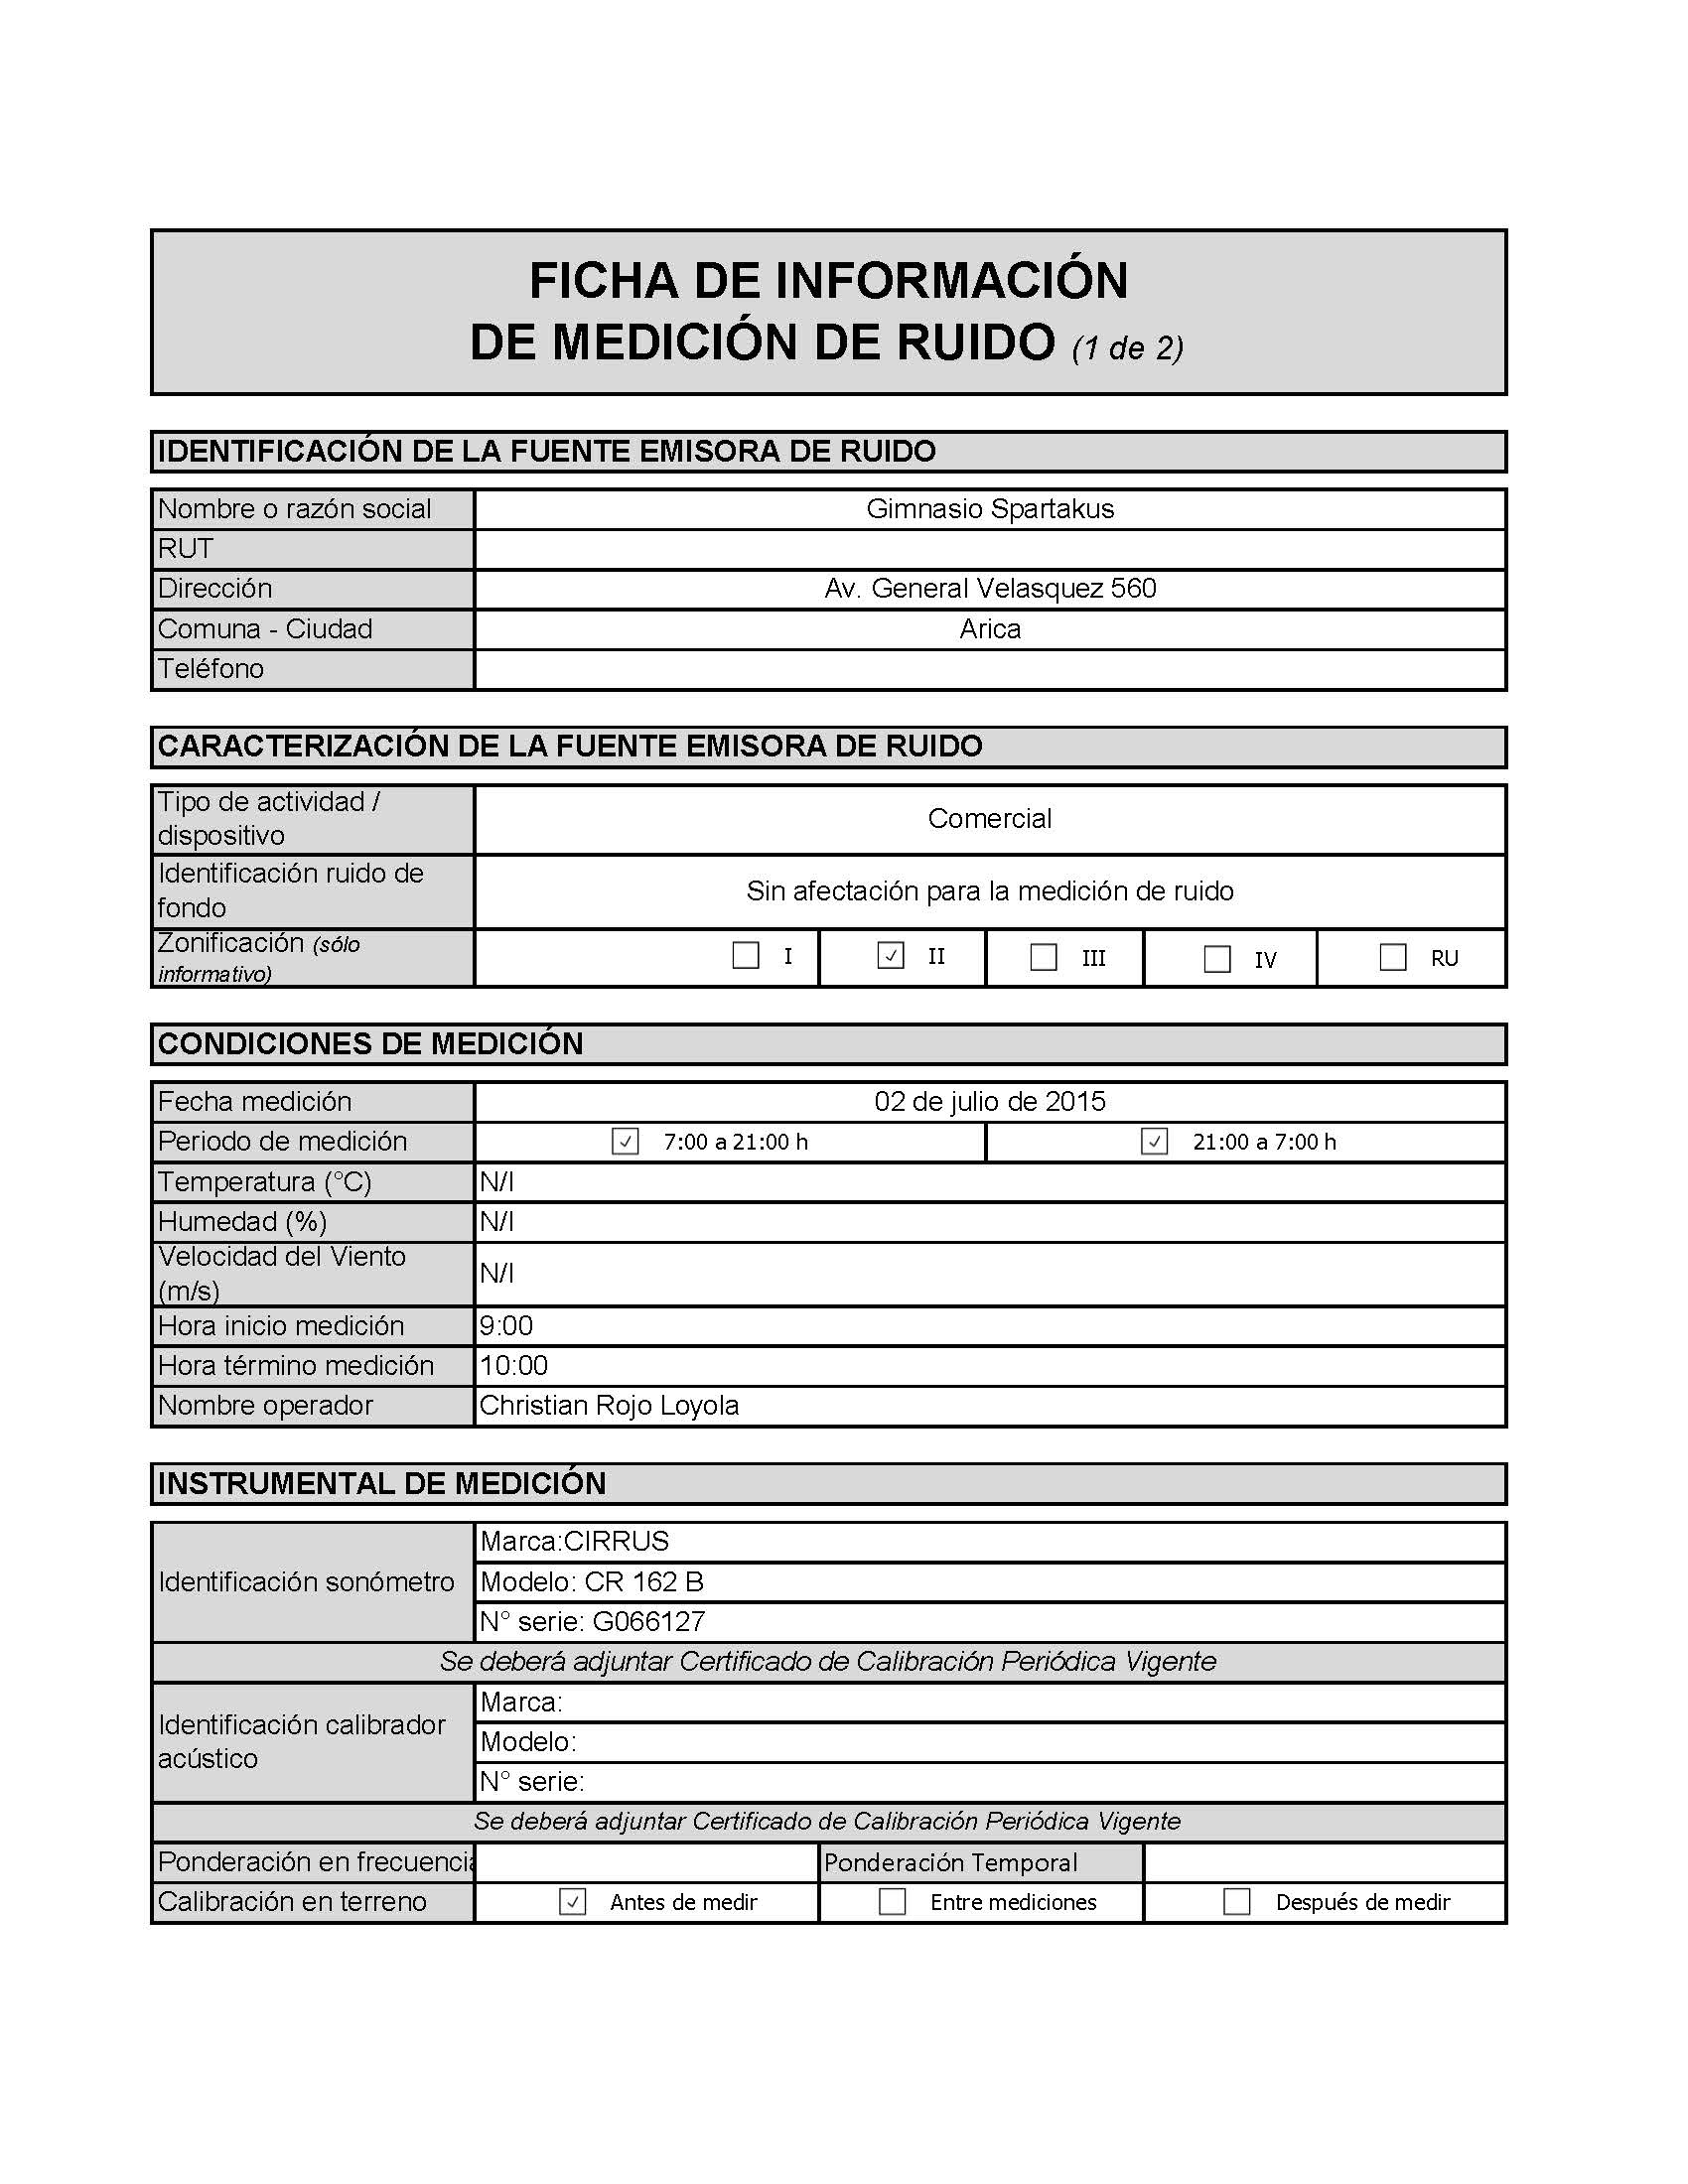 FICHA DE INFORMACIÓN
DE MEDICIÓN DE RUIDO (1 de 2)
IDENTIFICACIÓN DE LA FUENTE EMISORA DE RUIDO
Nombre o razón social Gimnasio Spartakus
RUT
Dirección Av. General Velasquez 560
Comuna - Ciudad Arica
Teléfono
CARACTERIZACIÓN DE LA FUENTE EMISORA DE RUIDO
Tipo de actividad /
dispositivo
Comercial
Identificación ruido de
fondo
Sin afectación para la medición de ruido
Zonificación (sólo
informativo)
I II III IV RU
CONDICIONES DE MEDICIÓN
Fecha medición 02 de julio de 2015
Periodo de medición 7:00 a 21:00 h 21:00 a 7:00 h
Temperatura (°C) N/I
Humedad (%) N/I
Velocidad del Viento
(m/s)
N/I
Hora inicio medición 9:00
Hora término medición 10:00
Nombre operador Christian Rojo Loyola
INSTRUMENTAL DE MEDICIÓN
Identificación sonómetro
Marca:CIRRUS
Modelo: CR 162 B
N° serie: G066127
Se deberá adjuntar Certificado de Calibración Periódica Vigente
Identificación calibrador
acústico
Marca:
Modelo:
N° serie:
Se deberá adjuntar Certificado de Calibración Periódica Vigente
Ponderación en frecuencia Ponderación Temporal
Calibración en terreno Antes de medir Entre mediciones Después de medir